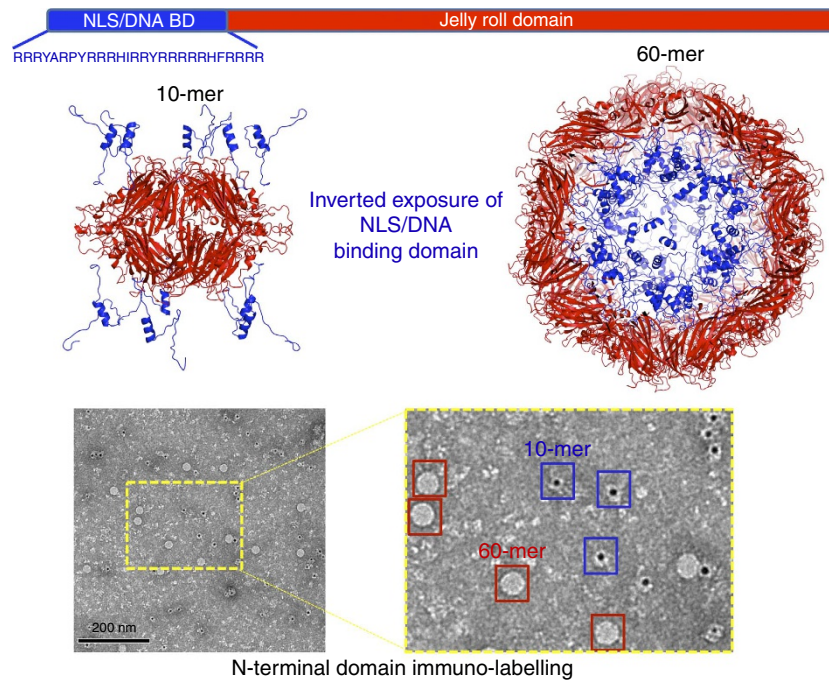 NLS/DNA BD
Jelly roll domain
RRRYARPYRRRHIRRYRRRRRHFRRRR
10-mer
60-mer
Inverted exposure of
NLS/DNA
binding domain
10-mer
60-mer
200 nm
N-terminal domain immuno-labelling